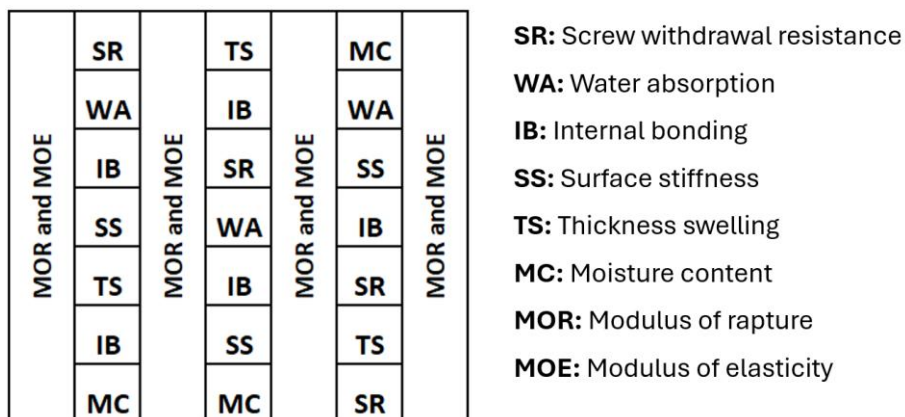 MOR and MOE
SR
WA
IB
SS
TS
IB
MC
MOR and MOE
TS
IB
SR
WA
IB
SS
MC
MOR and MOE
MC
WA
SS
IB
SR
TS
SR
MOR and MOE
SR: Screw withdrawal resistance
WA: Water absorption
IB: Internal bonding
SS: Surface stiffness
TS: Thickness swelling
MC: Moisture content
MOR: Modulus of rapture
MOE: Modulus of elasticity